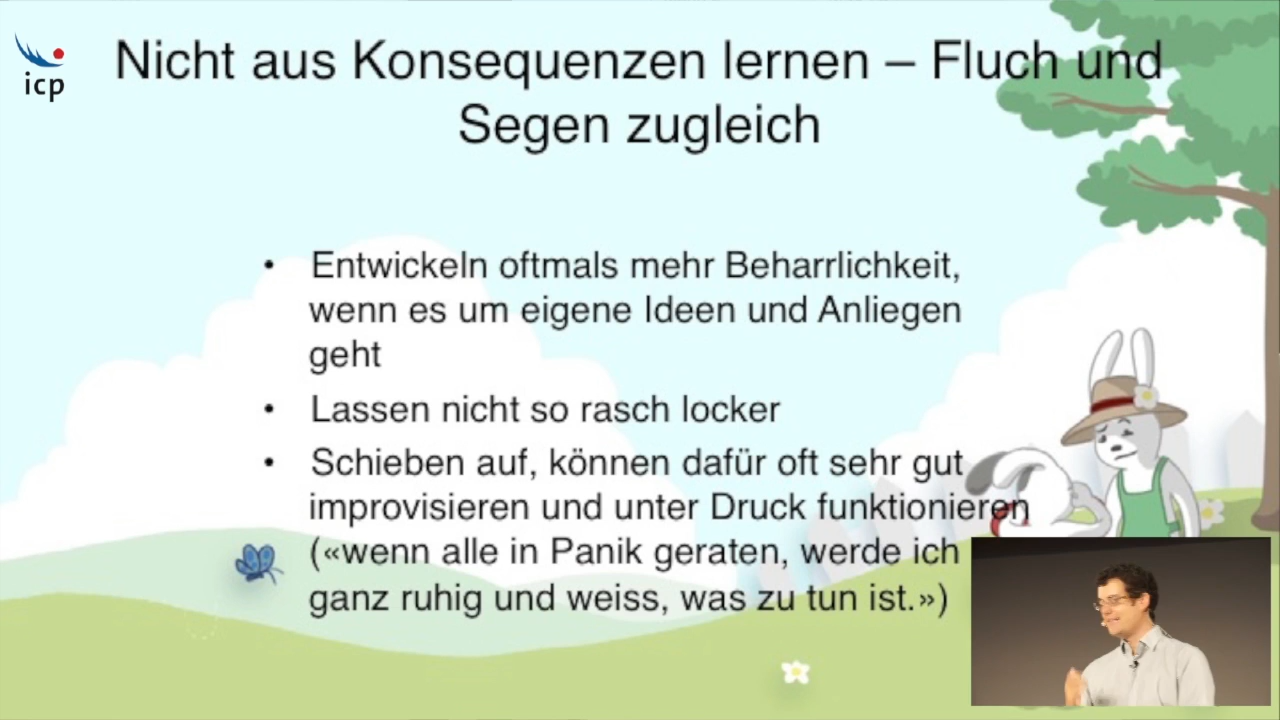 icp
Nicht aus Konsequenzen lernen – Fluch und
Segen zugleich
• Entwickeln oftmals mehr Beharrlichkeit,
wenn es um eigene Ideen und Anliegen
geht
• Lassen nicht so rasch locker
• Schieben auf, können dafür oft sehr gut
improvisieren und unter Druck funktionieren
(«wenn alle in Panik geraten, werde ich
ganz ruhig und weiss, was zu tun ist.»)